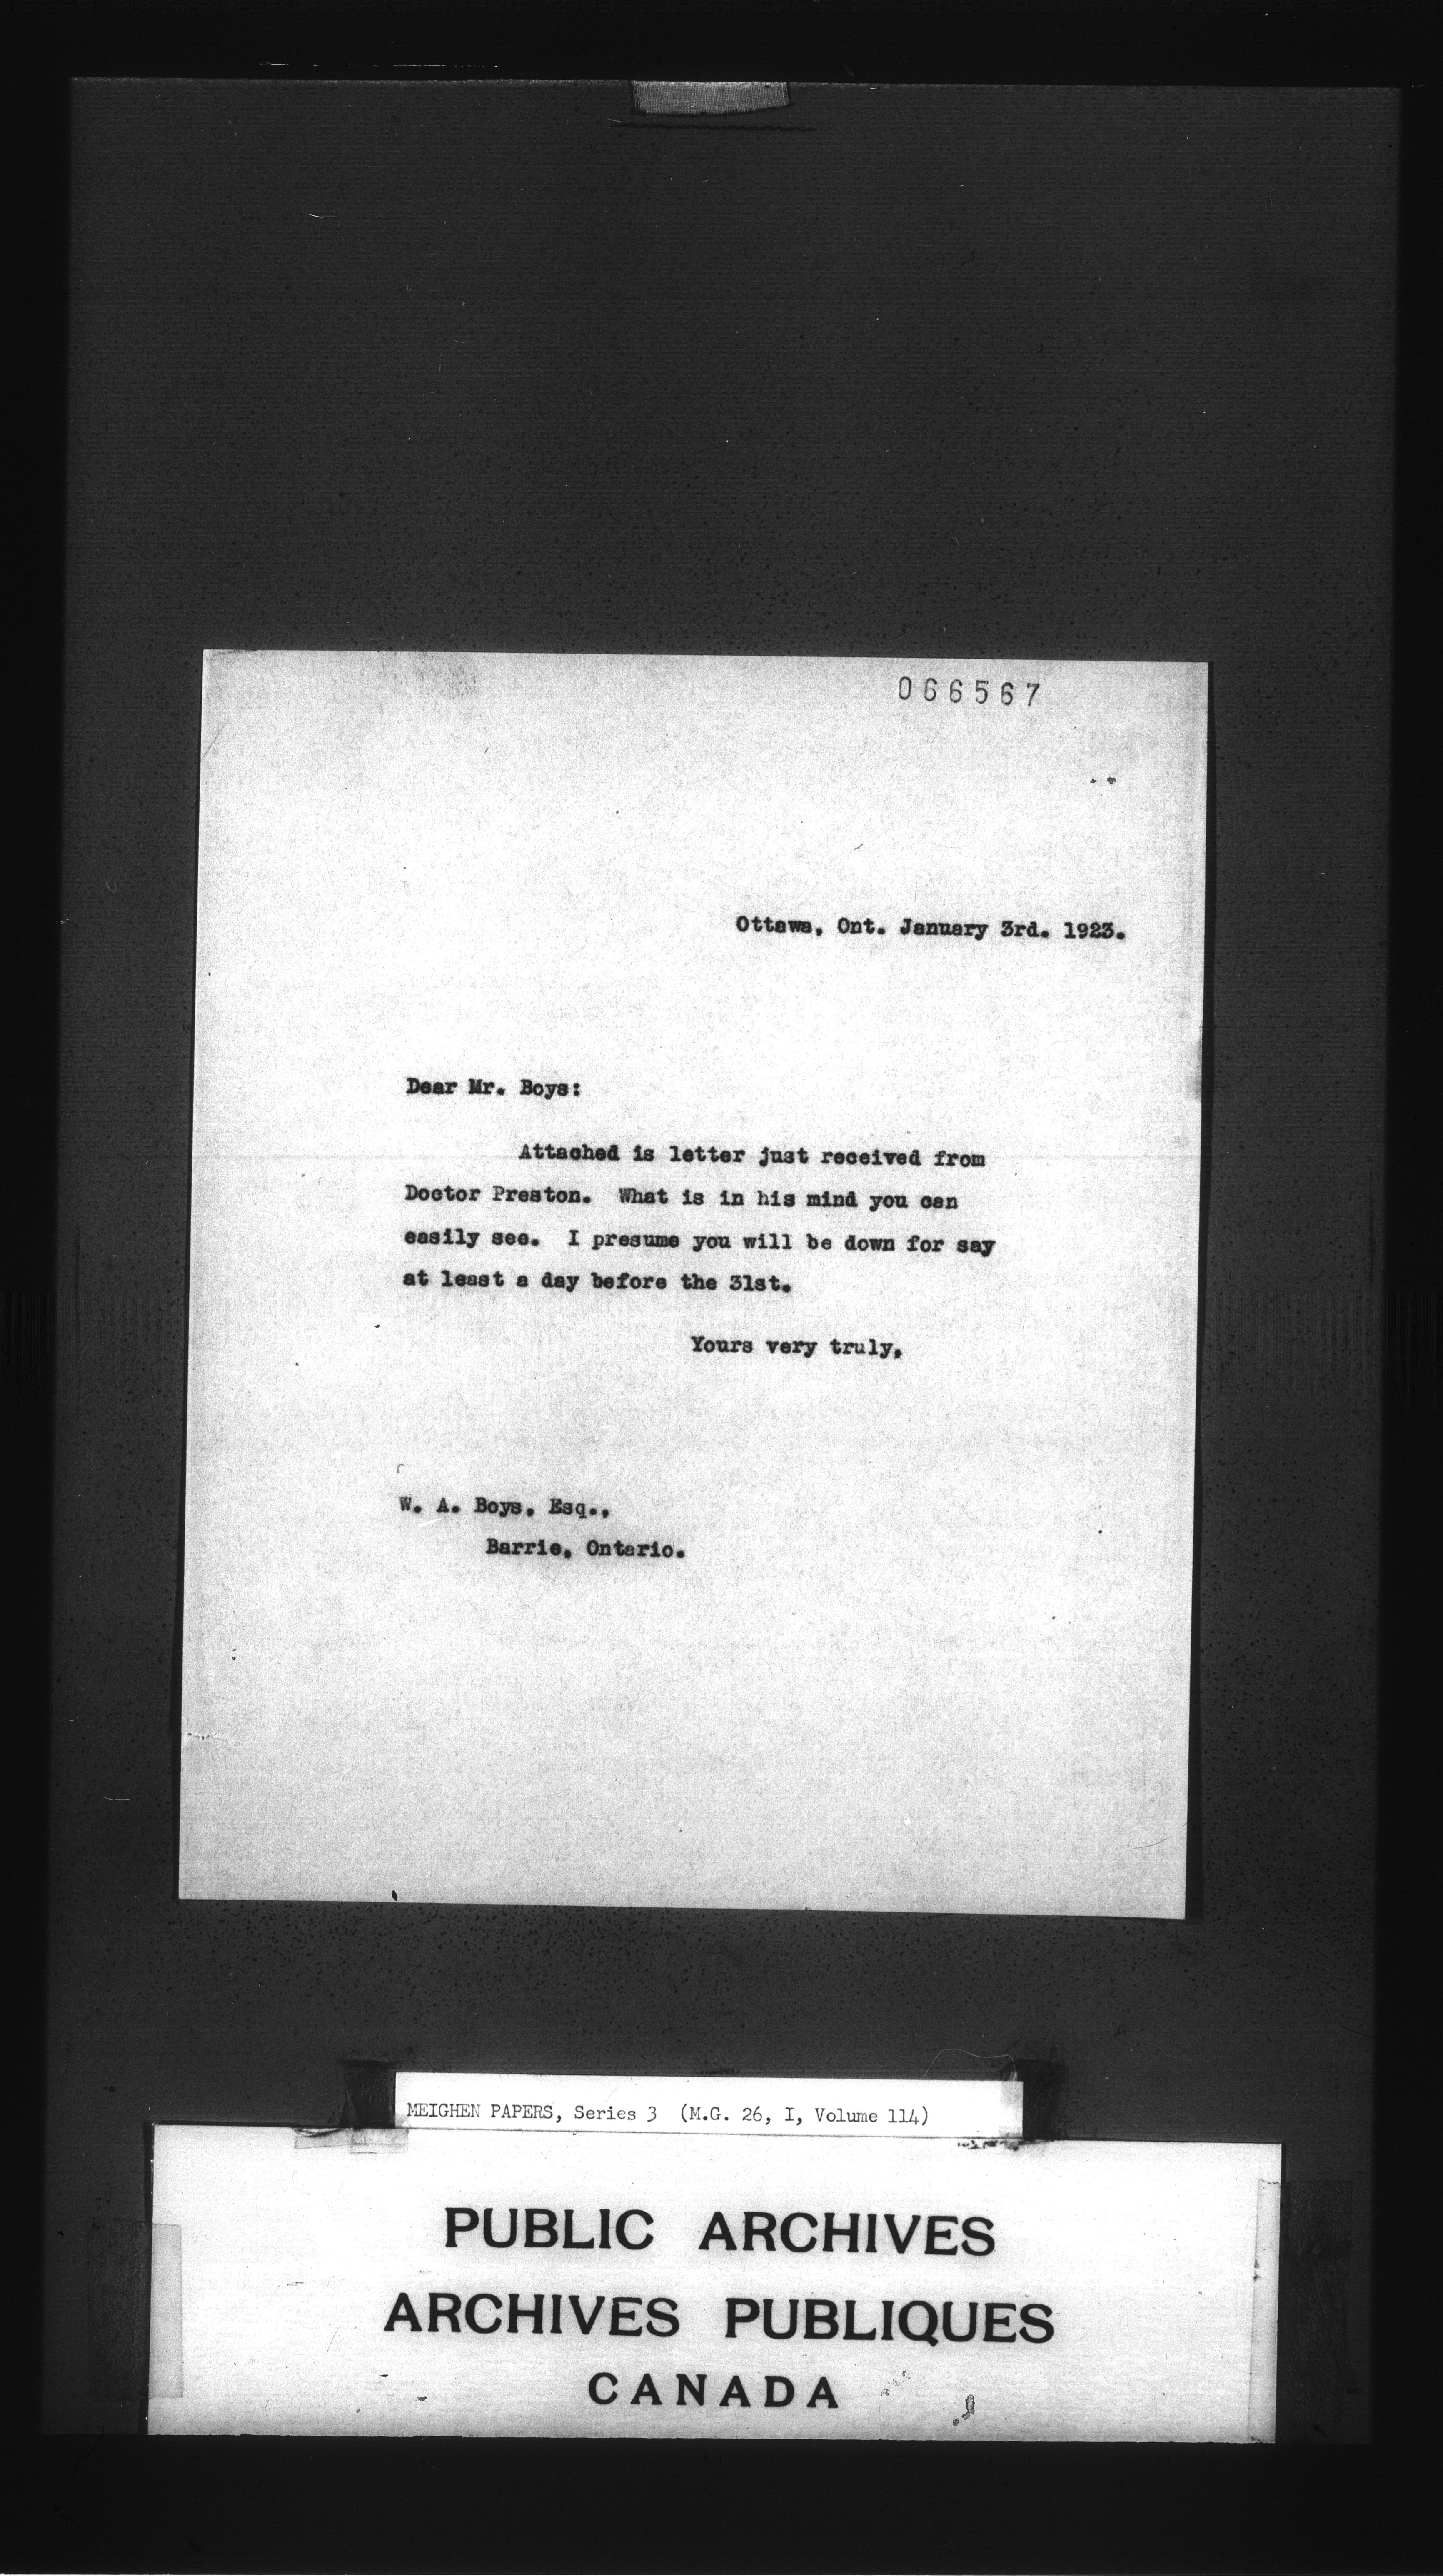 066567
Ottawa, Ont. January 3rd. 1923.
Dear Mr. Boys:
Attached is letter just received from
Doctor Preston. What is in his mind you can
easily see. I presume you will be down for say
at least a day before the 31st.
Yours very truly,
W. A. Boys, Esq.,
Barrie, Ontario.
MEIGHEN PAPERS, Series 3 (M.G. 26, I, Volume 114)
PUBLIC ARCHIVES
ARCHIVES PUBLIQUES
CANADA